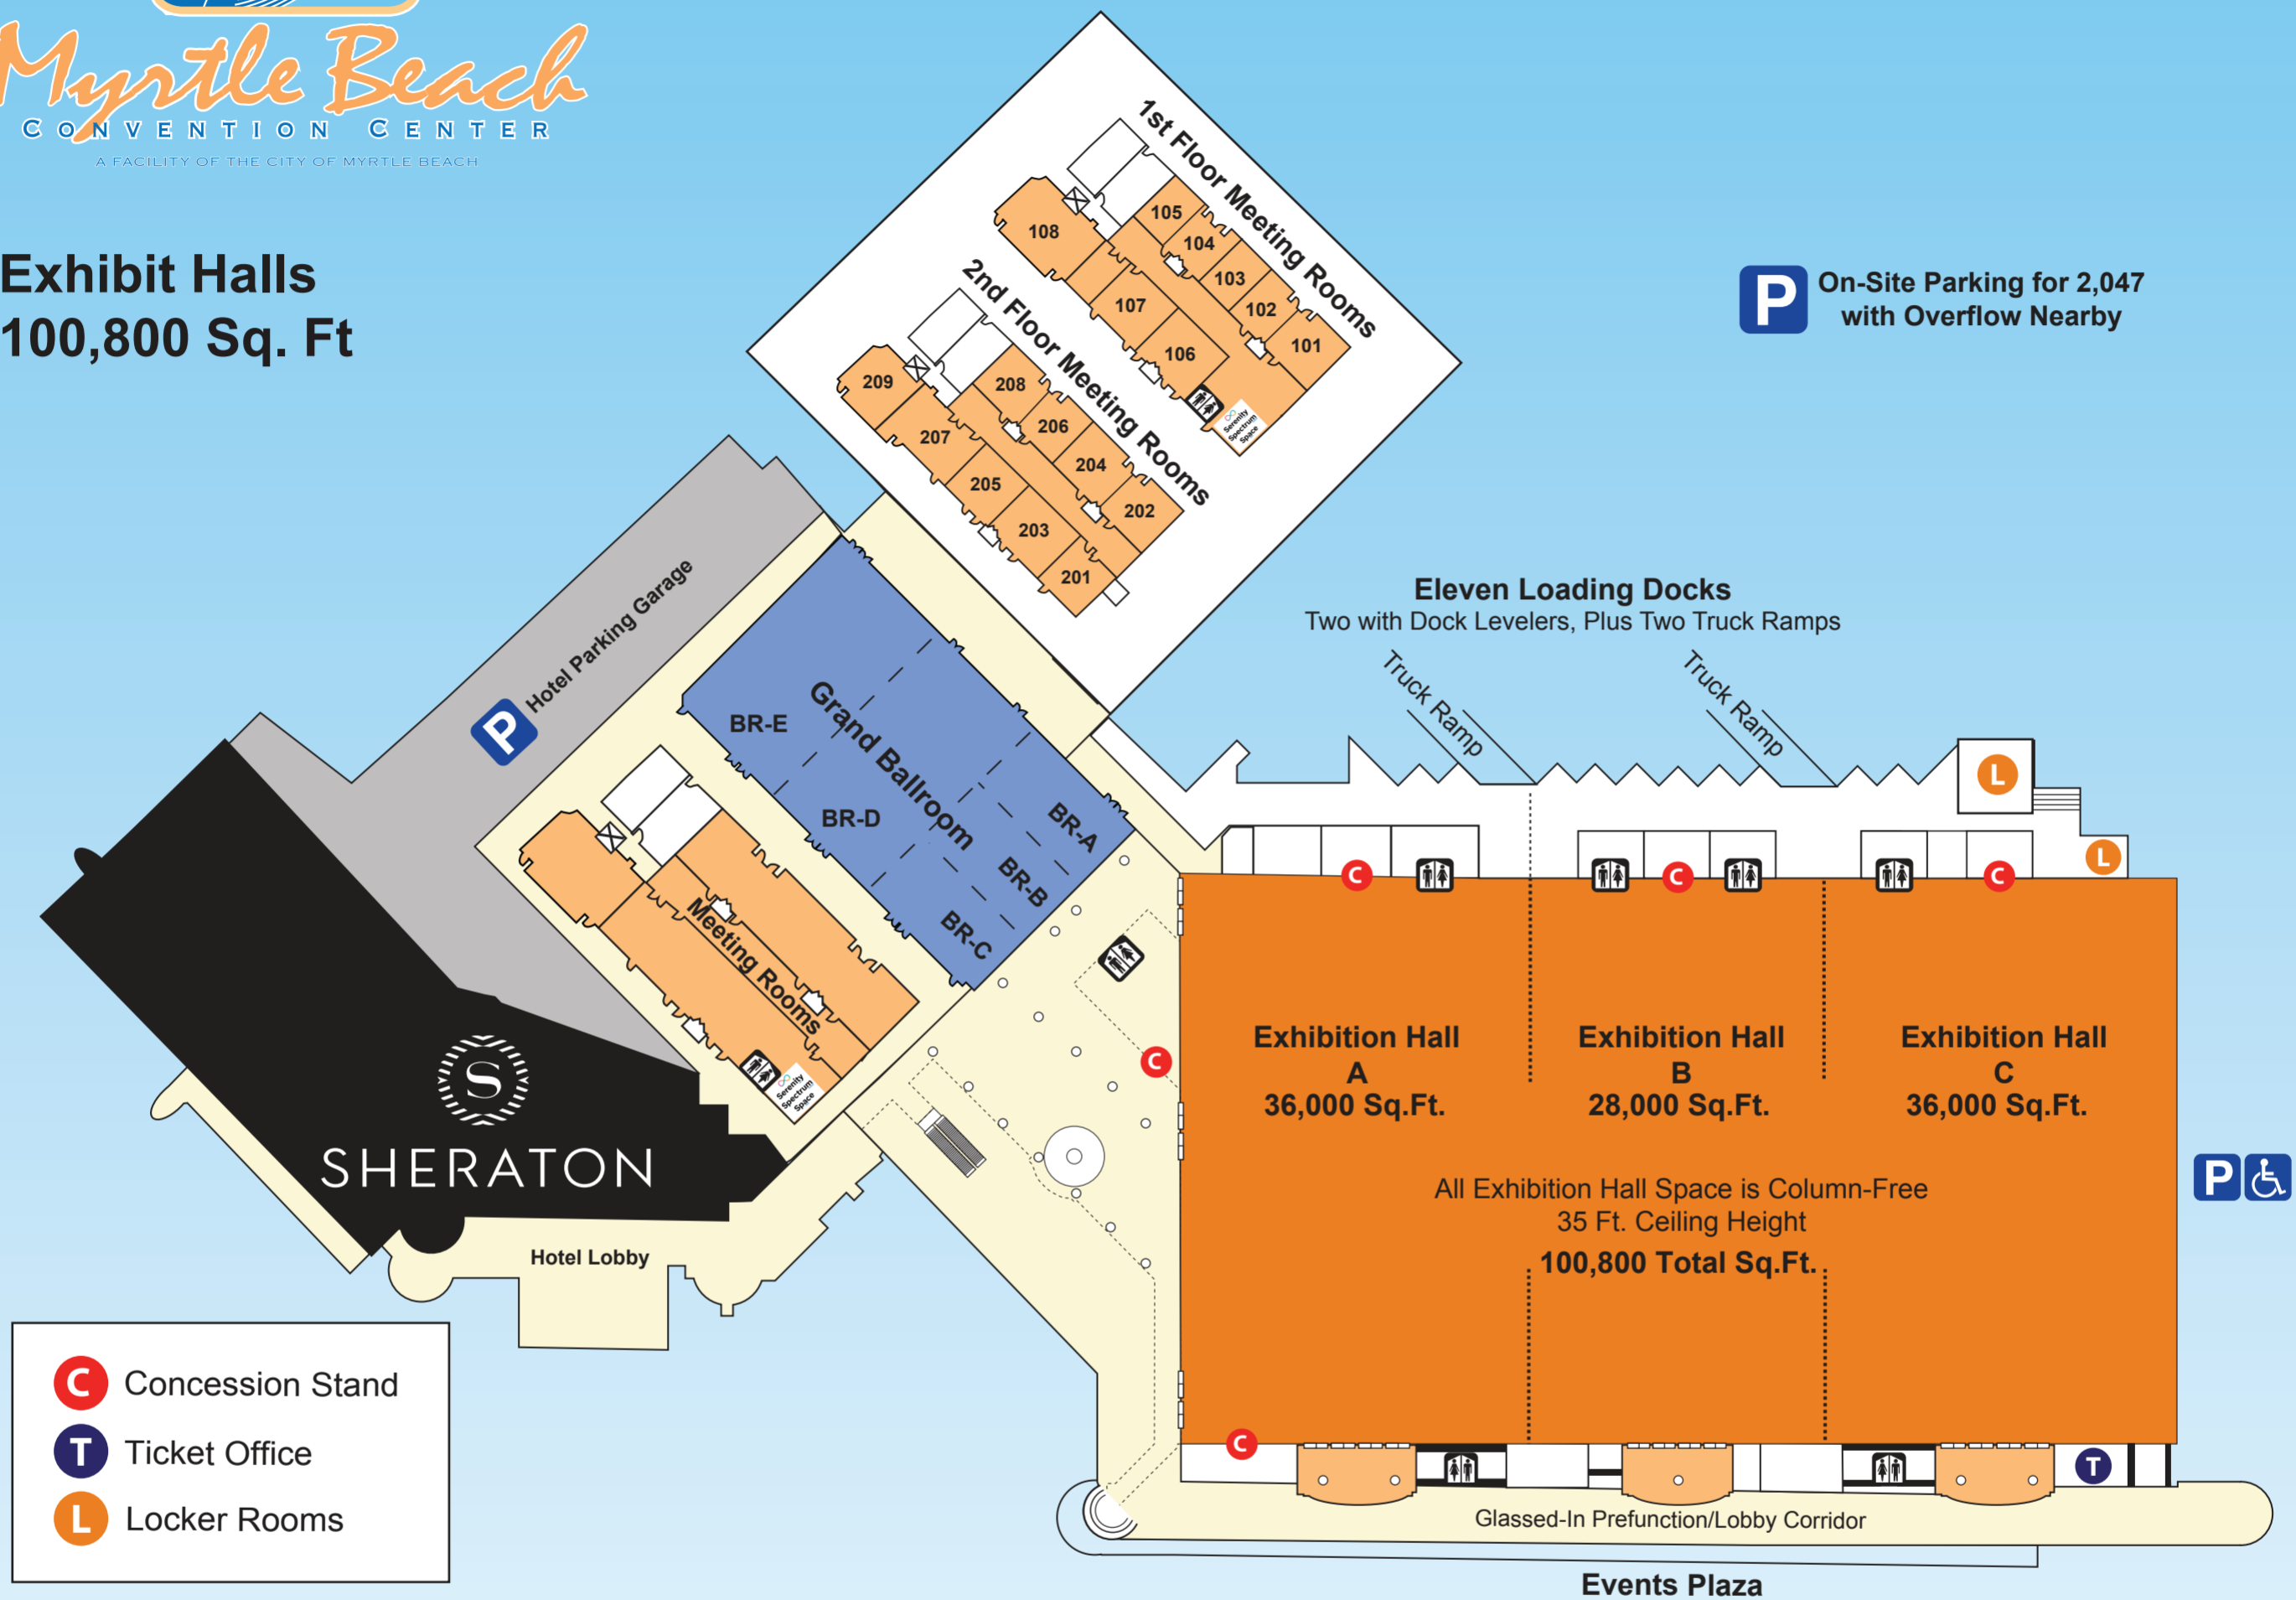 Myrtle Beach
CONVENTION CENTER
A FACILITY OF THE CITY OF MYRTLE BEACH
Exhibit Halls
100,800 Sq. Ft
1st Floor Meeting Rooms
105
104
103
102
101
108
107
106
Serenity
Spectrum
Space
2nd Floor Meeting Rooms
208
206
204
202
209
207
205
203
201
P
On-Site Parking for 2,047
with Overflow Nearby
Eleven Loading Docks
Two with Dock Levelers, Plus Two Truck Ramps
Truck Ramp
Truck Ramp
P
Hotel Parking Garage
Grand Ballroom
BR-E
BR-D
BR-A
BR-B
BR-C
Meeting Rooms
Serenity
Spectrum
Space
L
L
C
C
C
C
Exhibition Hall
A
36,000 Sq.Ft.
Exhibition Hall
B
28,000 Sq.Ft.
Exhibition Hall
C
36,000 Sq.Ft.
All Exhibition Hall Space is Column-Free
35 Ft. Ceiling Height
100,800 Total Sq.Ft.
P
S
SHERATON
Hotel Lobby
C
T
Glassed-In Prefunction/Lobby Corridor
Events Plaza
C Concession Stand
T Ticket Office
L Locker Rooms